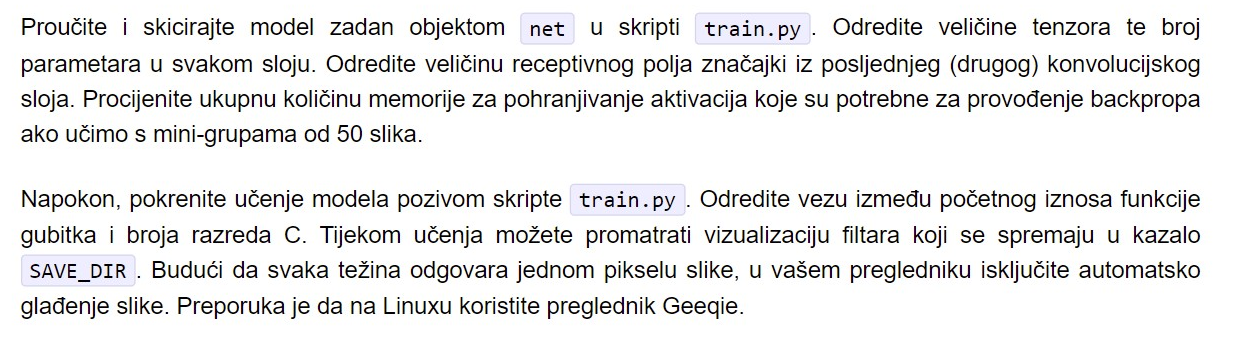 Proučite i skicirajte model zadan objektom net u skripti train.py. Odredite veličine tenzora te broj
parametara u svakom sloju. Odredite veličinu receptivnog polja značajki iz posljednjeg (drugog) konvolucijskog
sloja. Procijenite ukupnu količinu memorije za pohranjivanje aktivacija koje su potrebne za provođenje backpropa
ako učimo s mini-grupama od 50 slika.
Napokon, pokrenite učenje modela pozivom skripte train.py. Odredite vezu između početnog iznosa funkcije
gubitka i broja razreda C. Tijekom učenja možete promatrati vizualizaciju filtara koji se spremaju u kazalo
SAVE_DIR. Budući da svaka težina odgovara jednom pikselu slike, u vašem pregledniku isključite automatsko
glađenje slike. Preporuka je da na Linuxu koristite preglednik Geeqie.